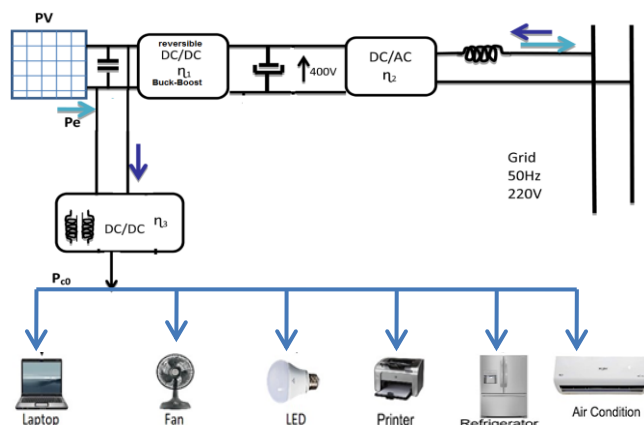 PV
reversible
DC/DC
η1
Buck-Boost
400V
DC/AC
η2
Pe
Grid
50Hz
220V
DC/DC
η3
Pc0
Laptop
Fan
LED
Printer
Refrigerator
Air Condition